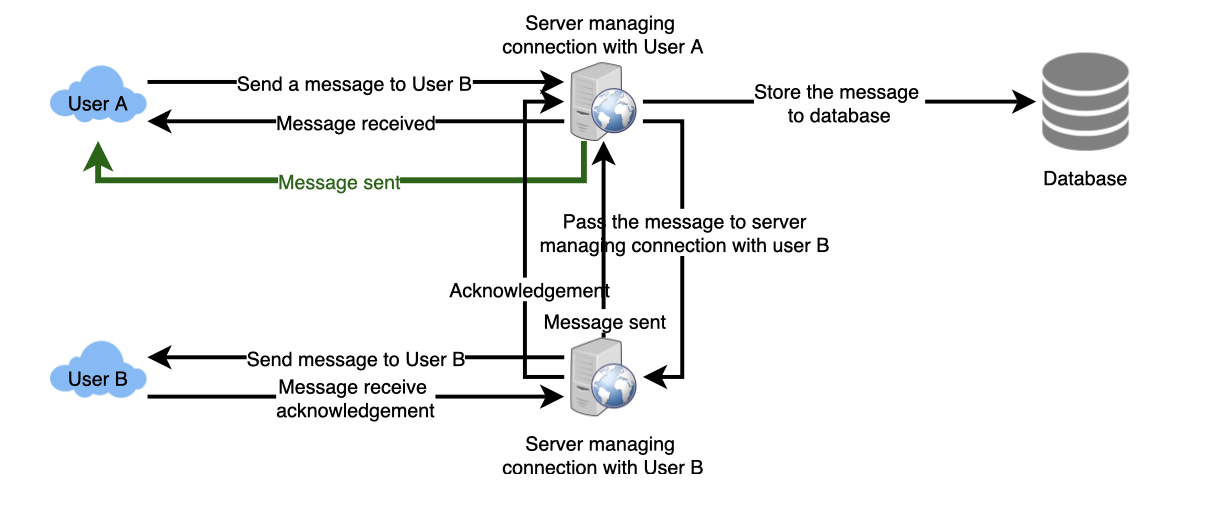 Server managing
connection with User A
User A
Send a message to User B
Message received
Message sent
Store the message
to database
Database
Pass the message to server
managing connection with user B
Acknowledgement
Message sent
User B
Send message to User B
Message receive
acknowledgement
Server managing
connection with User B